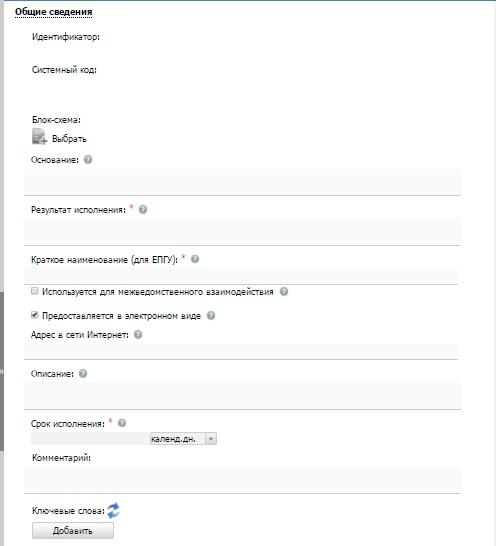 Общие сведения
Идентификатор:
Системный код:
Блок-схема:
Выбрать
Основание:
Результат исполнения: *
Краткое наименование (для ЕПГУ): *
Используется для межведомственного взаимодействия
Предоставляется в электронном виде
Адрес в сети Интернет:
Описание:
Срок исполнения: *
календ.дн.
Комментарий:
Ключевые слова:
Добавить